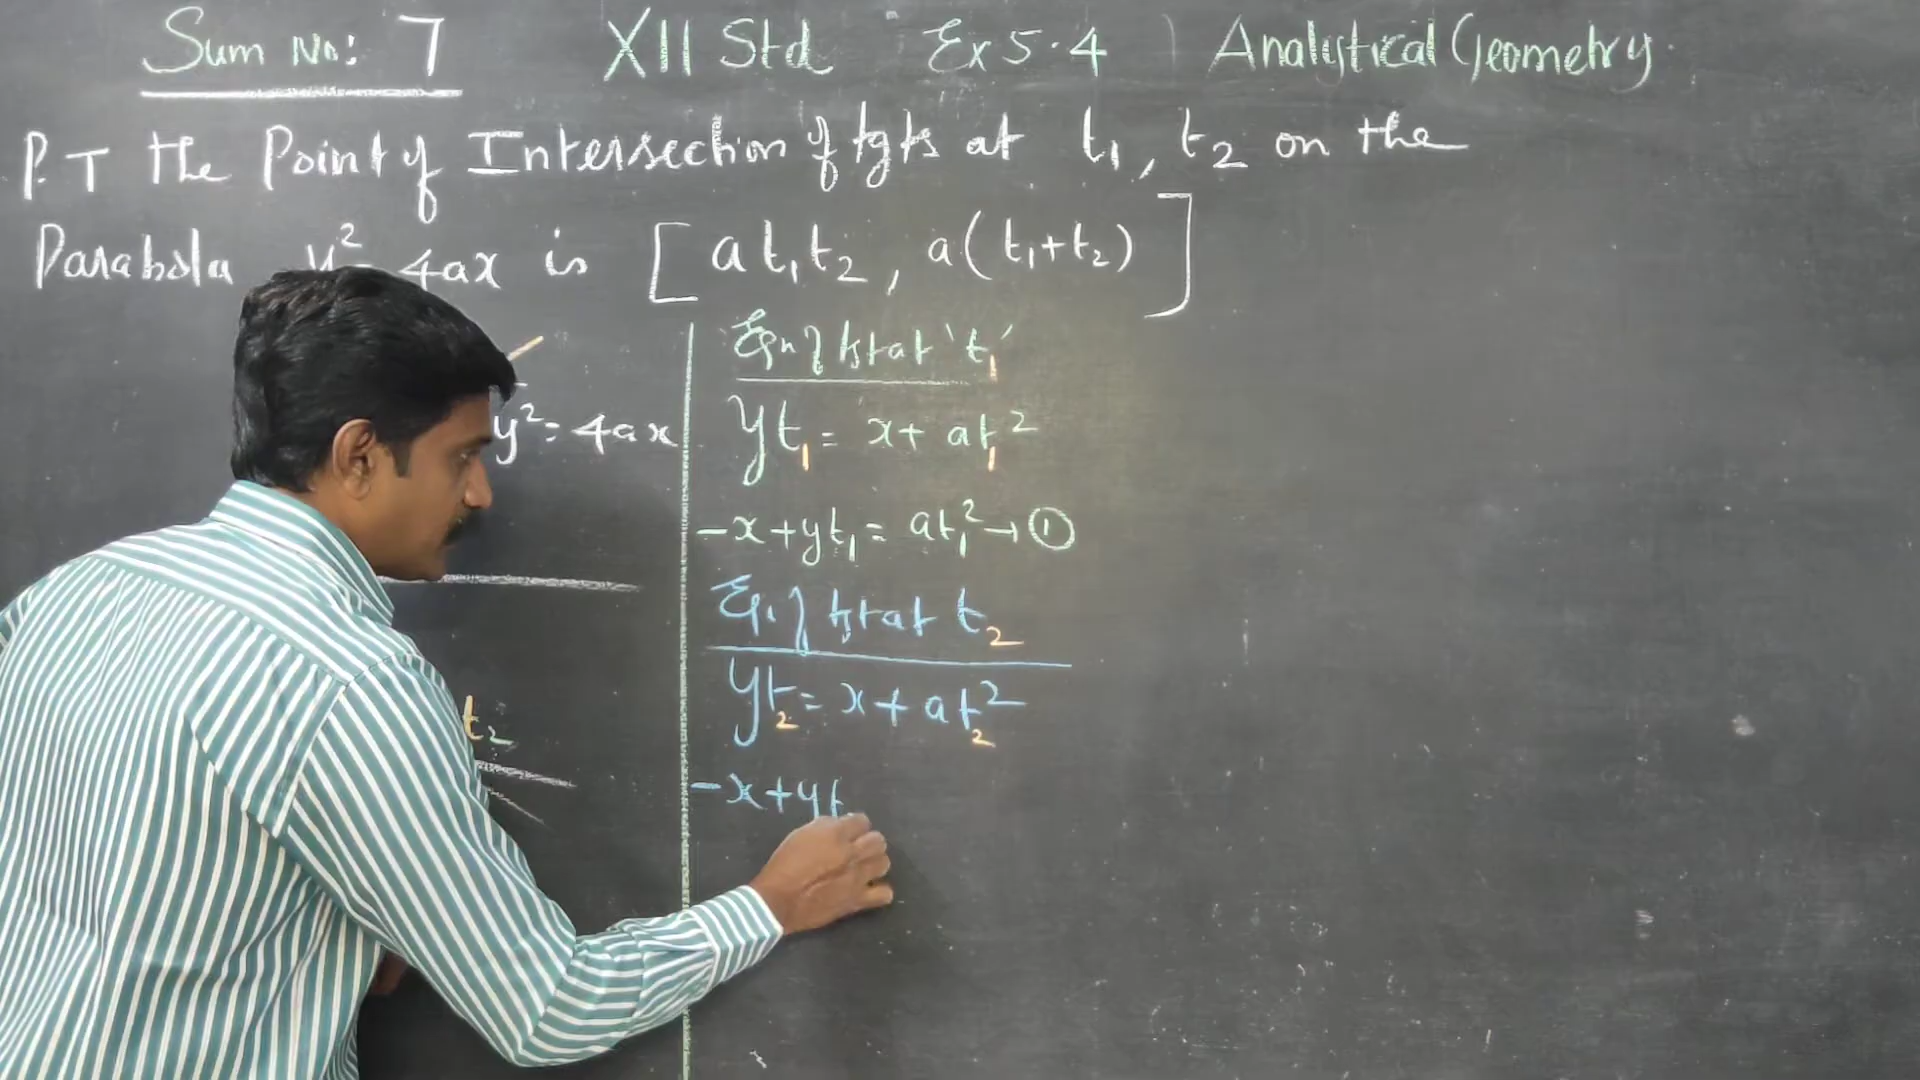 Sum No: 7 XII Std Ex 5.4 Analytical Geometry
P.T the Point of Intersection of tgts at t₁, t₂ on the
Parabola y² = 4ax is [at₁t₂, a(t₁+t₂)]
y² = 4ax
t₂
Eqn of tgt at 't₁'
yt₁ = x + at₁²
-x + yt₁ = at₁² → ①
Eqn of tgt at t₂
yt₂ = x + at₂²
-x + yt